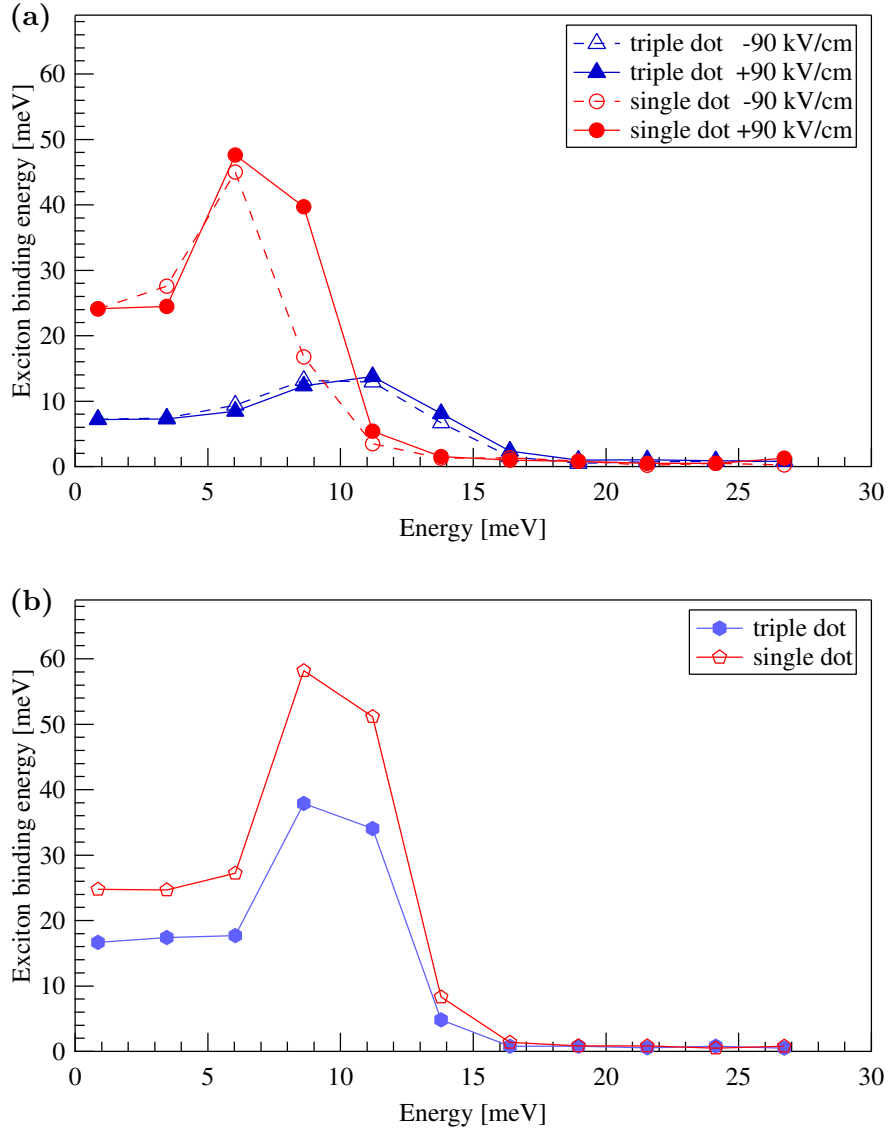 (a)
triple dot -90 kV/cm
triple dot +90 kV/cm
single dot -90 kV/cm
single dot +90 kV/cm
Exciton binding energy [meV]
60
50
40
30
20
10
0
0 5 10 15 20 25 30
Energy [meV]
(b)
triple dot
single dot
Exciton binding energy [meV]
60
50
40
30
20
10
0
0 5 10 15 20 25 30
Energy [meV]